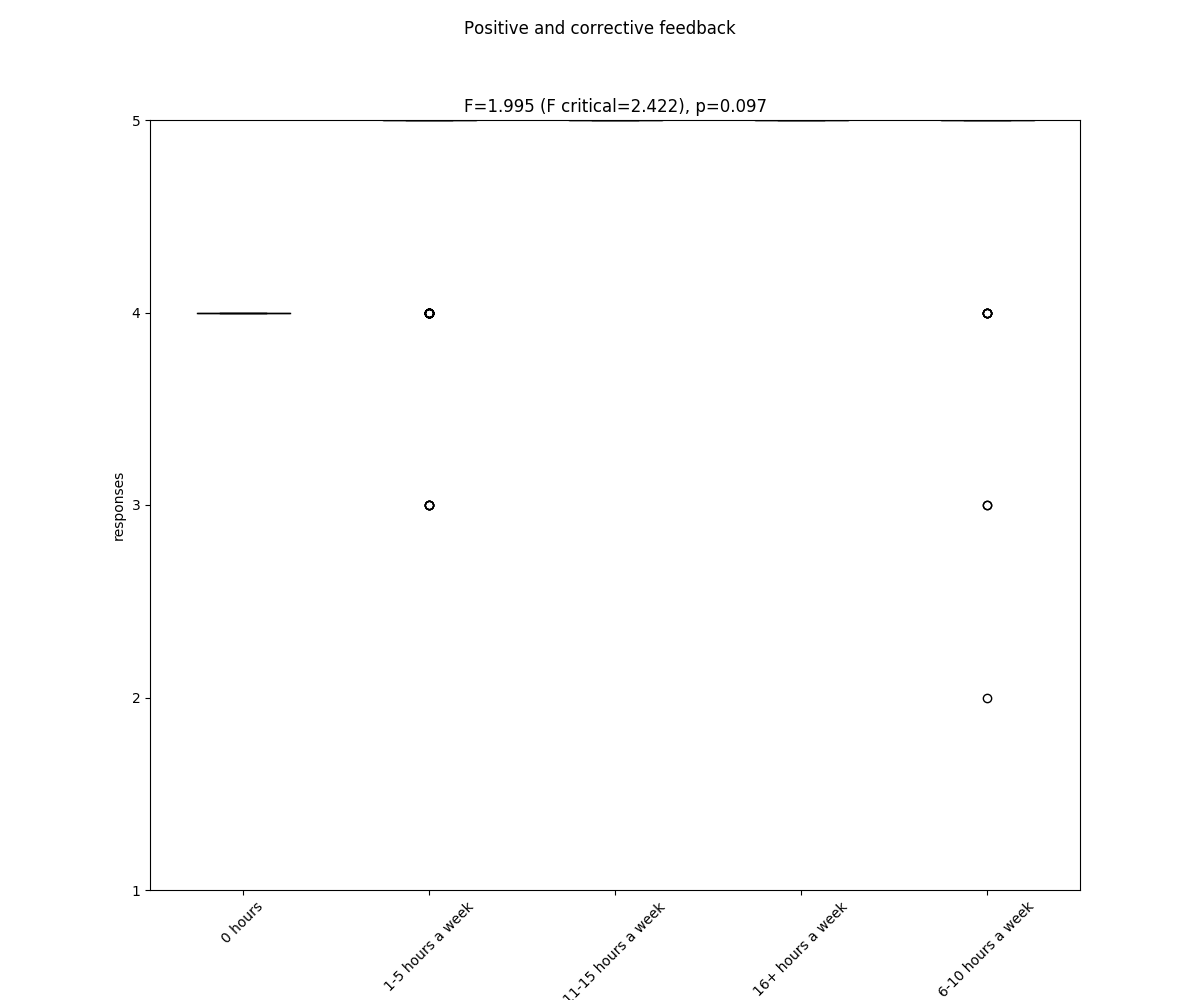 Positive and corrective feedback
F=1.995 (F critical=2.422), p=0.097
5
4
3
2
1
responses
0 hours
1-5 hours a week
11-15 hours a week
16+ hours a week
6-10 hours a week